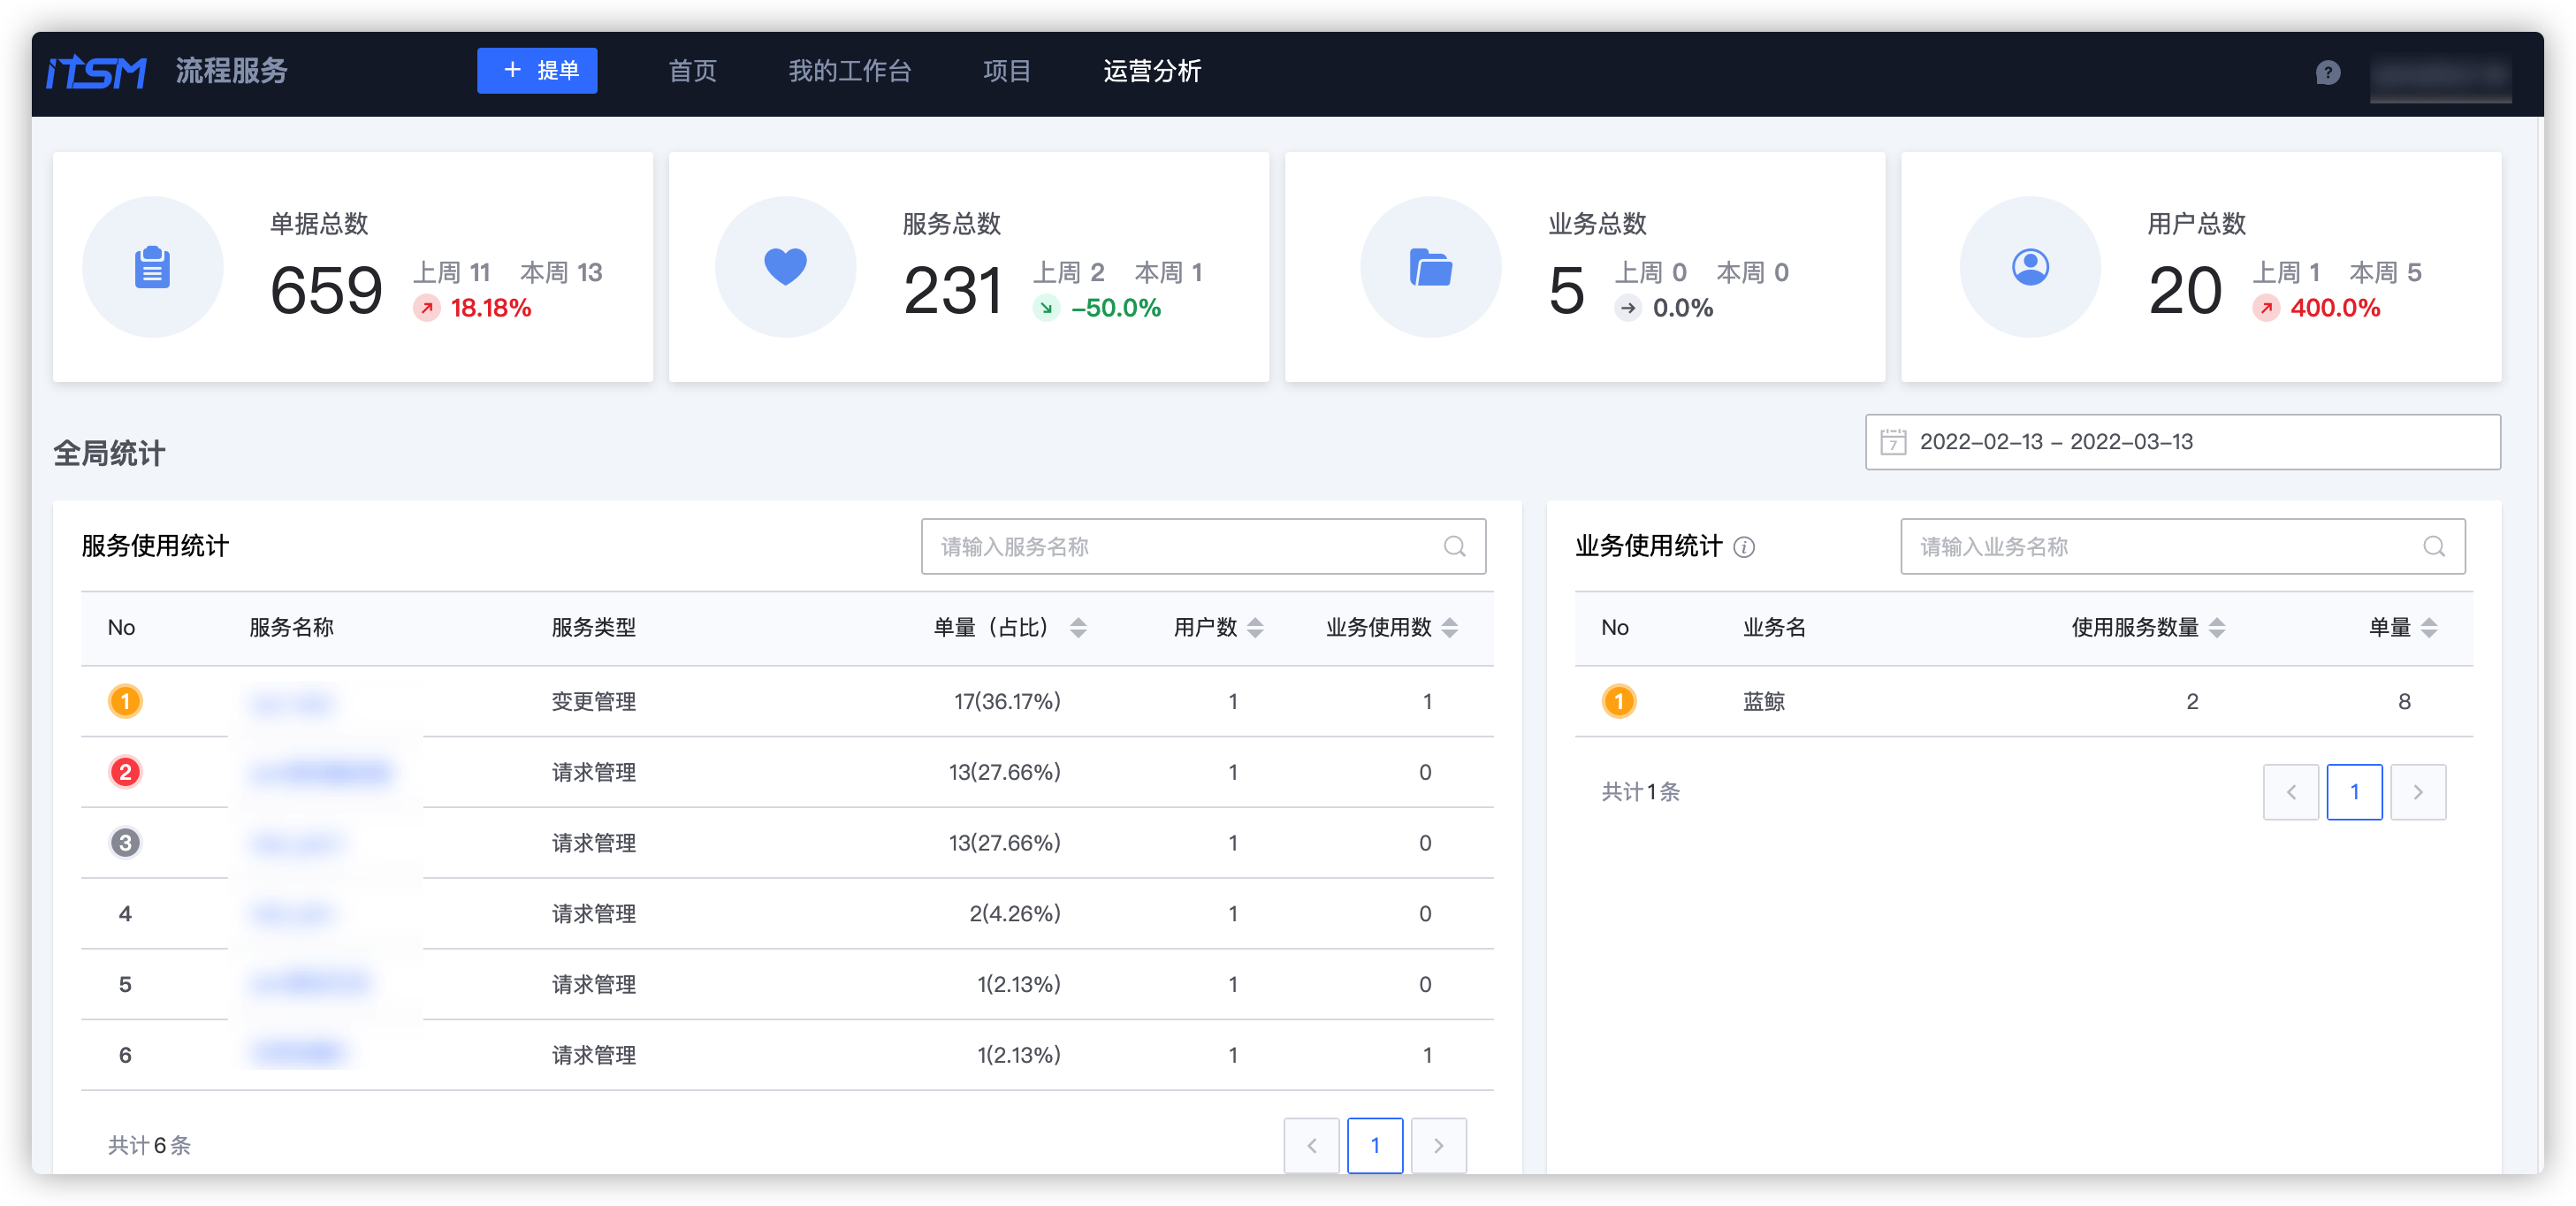 ITSM 流程服务 + 提单 首页 我的工作台 项目 运营分析 ?
单据总数
659 上周 11 本周 13
18.18%
服务总数
231 上周 2 本周 1
-50.0%
业务总数
5 上周 0 本周 0
0.0%
用户总数
20 上周 1 本周 5
400.0%
全局统计
7 2022-02-13 - 2022-03-13
服务使用统计 请输入服务名称
No 服务名称 服务类型 单量（占比） 用户数 业务使用数
1 变更管理 17(36.17%) 1 1
2 请求管理 13(27.66%) 1 0
3 请求管理 13(27.66%) 1 0
4 请求管理 2(4.26%) 1 0
5 请求管理 1(2.13%) 1 0
6 请求管理 1(2.13%) 1 1
共计 6 条 < 1 >
业务使用统计 i 请输入业务名称
No 业务名 使用服务数量 单量
1 蓝鲸 2 8
共计 1 条 < 1 >